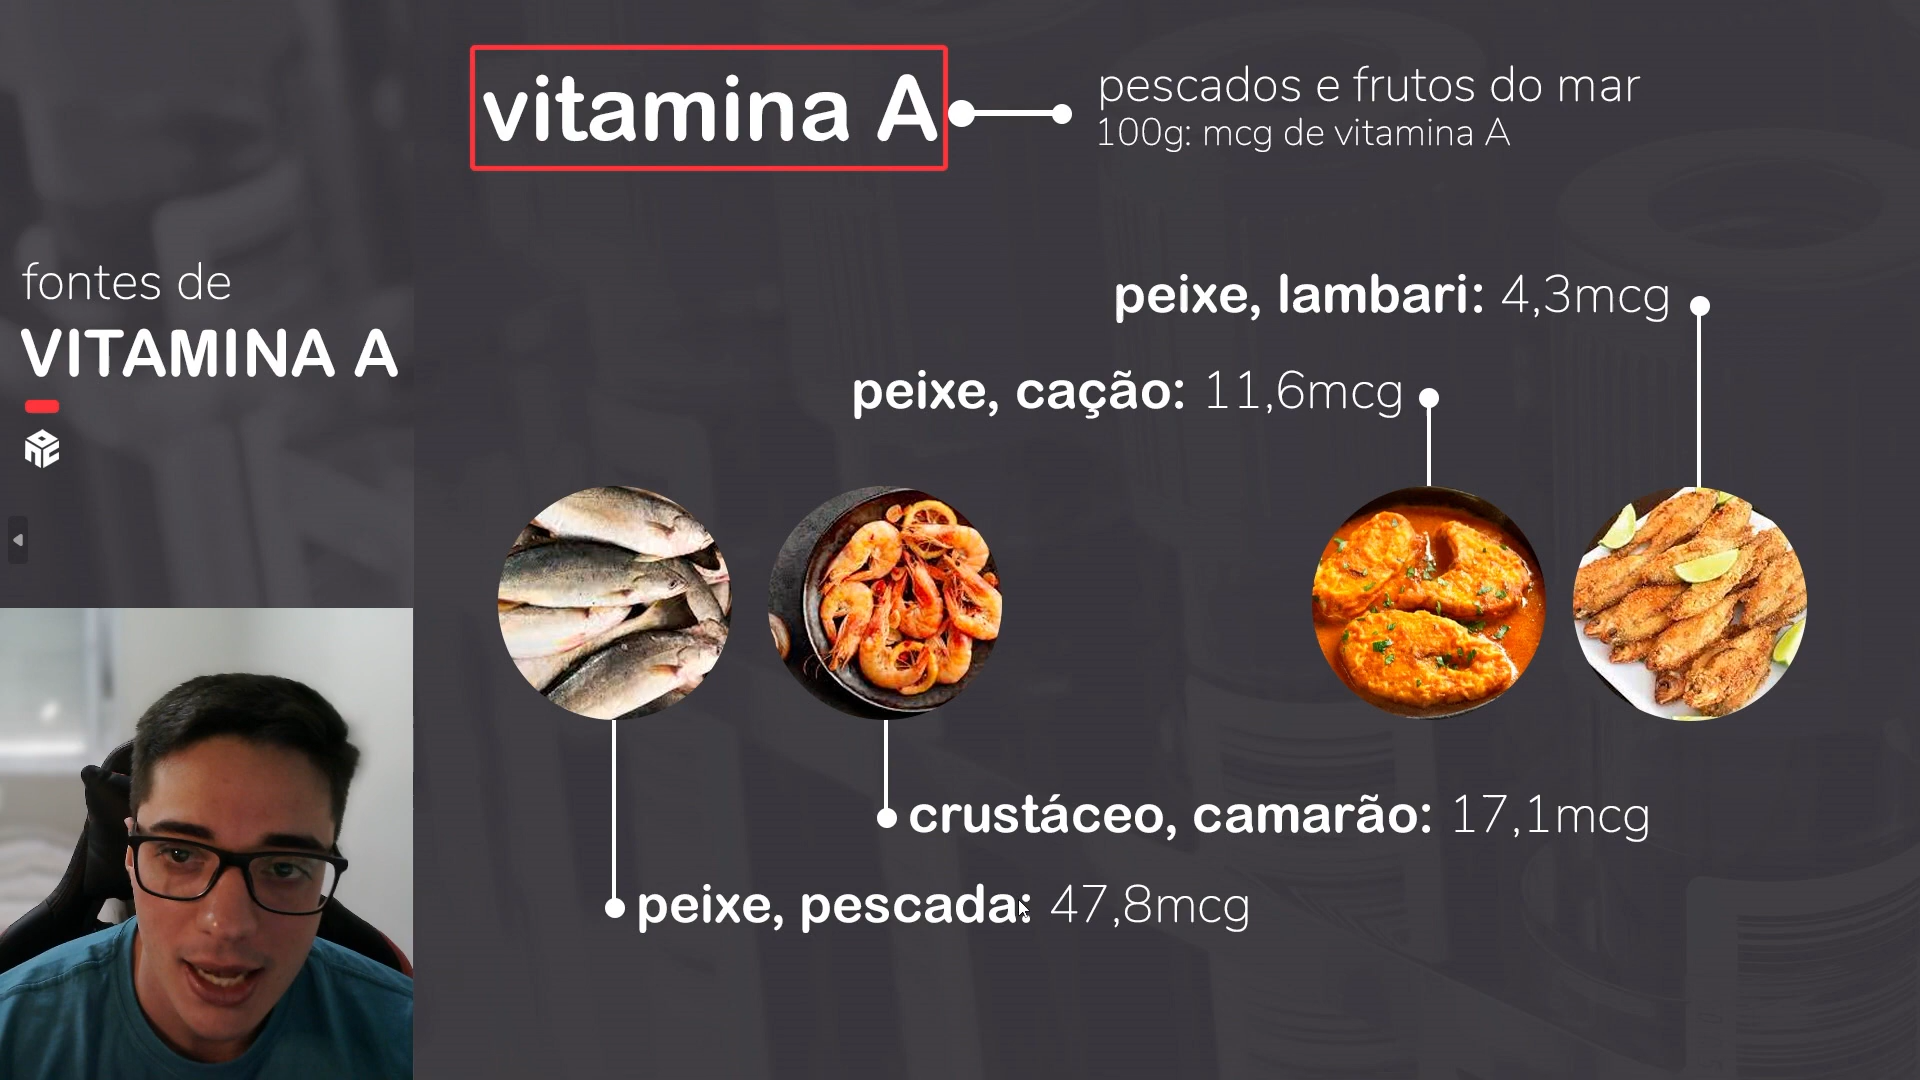 vitamina A
pescados e frutos do mar
100g: mcg de vitamina A
fontes de
VITAMINA A
peixe, lambari: 4,3mcg
peixe, cação: 11,6mcg
crustáceo, camarão: 17,1mcg
peixe, pescada: 47,8mcg